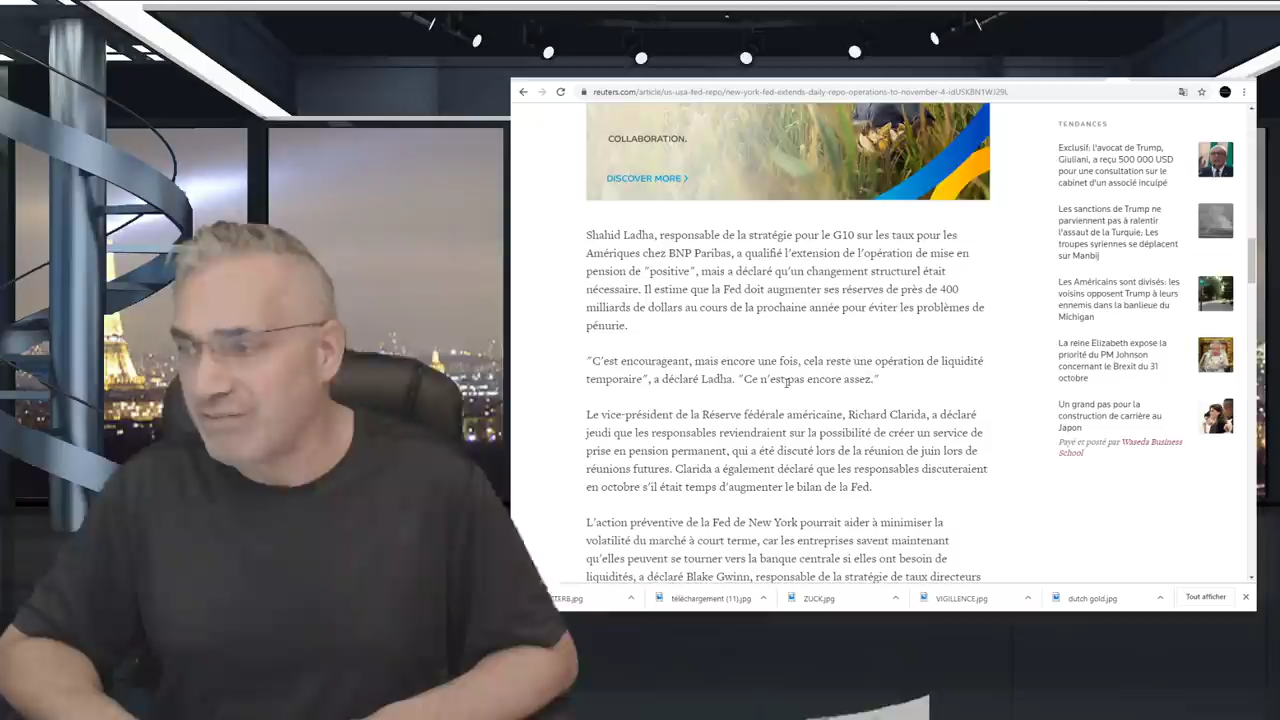 reuters.com/article/us-usa-fed-repo/new-york-fed-extends-daily-repo-operations-to-november-4-idUSKBN1WJ29L
COLLABORATION.
DISCOVER MORE >
Shahid Ladha, responsable de la stratégie pour le G10 sur les taux pour les
Amériques chez BNP Paribas, a qualifié l'extension de l'opération de mise en
pension de "positive", mais a déclaré qu'un changement structurel était
nécessaire. Il estime que la Fed doit augmenter ses réserves de près de 400
milliards de dollars au cours de la prochaine année pour éviter les problèmes de
pénurie.
"C'est encourageant, mais encore une fois, cela reste une opération de liquidité
temporaire", a déclaré Ladha. "Ce n'est pas encore assez."
Le vice-président de la Réserve fédérale américaine, Richard Clarida, a déclaré
jeudi que les responsables reviendraient sur la possibilité de créer un service de
prise en pension permanent, qui a été discuté lors de la réunion de juin lors de
réunions futures. Clarida a également déclaré que les responsables discuteraient
en octobre s'il était temps d'augmenter le bilan de la Fed.
L'action préventive de la Fed de New York pourrait aider à minimiser la
volatilité du marché à court terme, car les entreprises savent maintenant
qu'elles peuvent se tourner vers la banque centrale si elles ont besoin de
liquidités, a déclaré Blake Gwinn, responsable de la stratégie de taux directeurs
TENDANCES
Exclusif: l'avocat de Trump,
Giuliani, a reçu 500 000 USD
pour une consultation sur le
cabinet d'un associé inculpé
Les sanctions de Trump ne
parviennent pas à ralentir
l'assaut de la Turquie; Les
troupes syriennes se déplacent
sur Manbij
Les Américains sont divisés: les
voisins opposent Trump à leurs
ennemis dans la banlieue du
Michigan
La reine Elizabeth expose la
priorité du PM Johnson
concernant le Brexit du 31
octobre
Un grand pas pour la
construction de carrière au
Japon
Payé et posté par Waseda Business
School
CTERB.jpg
téléchargement (11).jpg
ZUCK.jpg
VIGILLENCE.jpg
dutch gold.jpg
Tout afficher